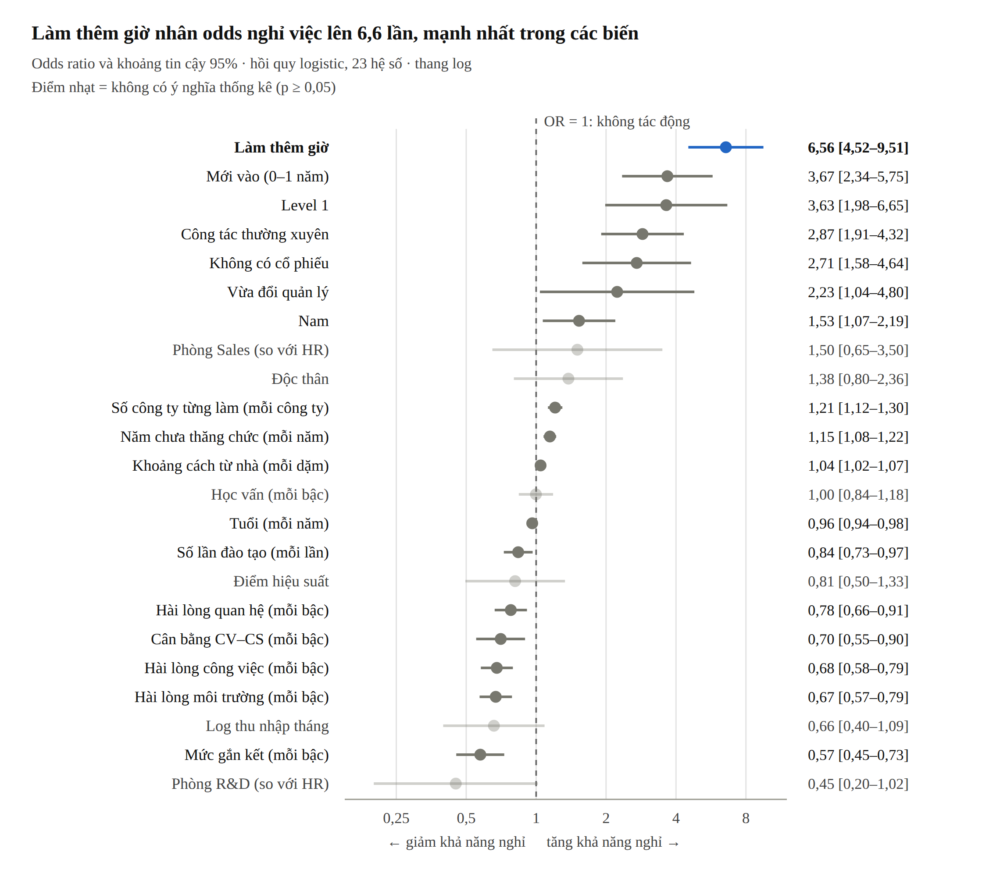 Làm thêm giờ nhân odds nghỉ việc lên 6,6 lần, mạnh nhất trong các biến
Odds ratio và khoảng tin cậy 95% · hồi quy logistic, 23 hệ số · thang log
Điểm nhạt = không có ý nghĩa thống kê (p ≥ 0,05)
OR = 1: không tác động
Làm thêm giờ 6,56 [4,52–9,51]
Mới vào (0–1 năm) 3,67 [2,34–5,75]
Level 1 3,63 [1,98–6,65]
Công tác thường xuyên 2,87 [1,91–4,32]
Không có cổ phiếu 2,71 [1,58–4,64]
Vừa đổi quản lý 2,23 [1,04–4,80]
Nam 1,53 [1,07–2,19]
Phòng Sales (so với HR) 1,50 [0,65–3,50]
Độc thân 1,38 [0,80–2,36]
Số công ty từng làm (mỗi công ty) 1,21 [1,12–1,30]
Năm chưa thăng chức (mỗi năm) 1,15 [1,08–1,22]
Khoảng cách từ nhà (mỗi dặm) 1,04 [1,02–1,07]
Học vấn (mỗi bậc) 1,00 [0,84–1,18]
Tuổi (mỗi năm) 0,96 [0,94–0,98]
Số lần đào tạo (mỗi lần) 0,84 [0,73–0,97]
Điểm hiệu suất 0,81 [0,50–1,33]
Hài lòng quan hệ (mỗi bậc) 0,78 [0,66–0,91]
Cân bằng CV–CS (mỗi bậc) 0,70 [0,55–0,90]
Hài lòng công việc (mỗi bậc) 0,68 [0,58–0,79]
Hài lòng môi trường (mỗi bậc) 0,67 [0,57–0,79]
Log thu nhập tháng 0,66 [0,40–1,09]
Mức gắn kết (mỗi bậc) 0,57 [0,45–0,73]
Phòng R&D (so với HR) 0,45 [0,20–1,02]
0,25 0,5 1 2 4 8
← giảm khả năng nghỉ tăng khả năng nghỉ →